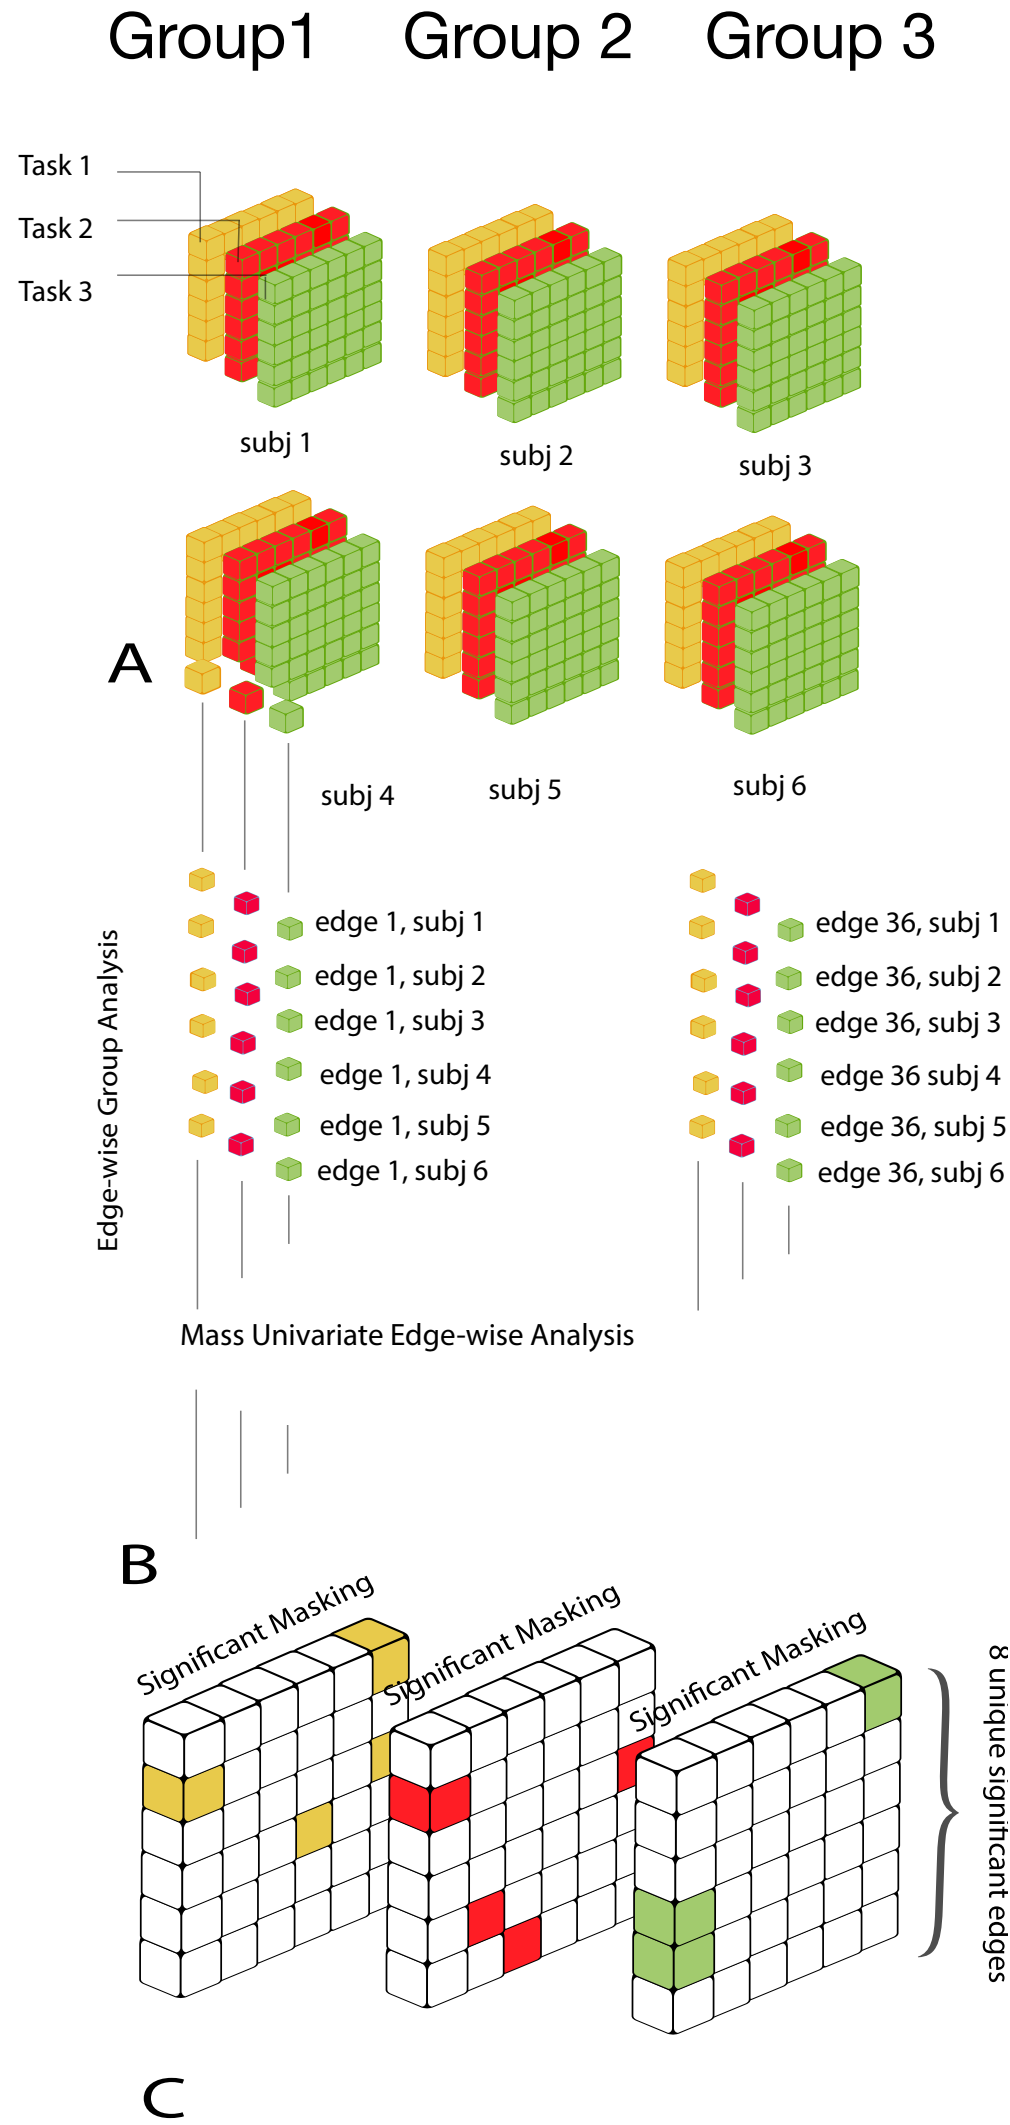 Group1 Group 2 Group 3
Task 1
Task 2
Task 3
subj 1
subj 2
subj 3
A
subj 4
subj 5
subj 6
Edge-wise Group Analysis
edge 1, subj 1
edge 1, subj 2
edge 1, subj 3
edge 1, subj 4
edge 1, subj 5
edge 1, subj 6
edge 36, subj 1
edge 36, subj 2
edge 36, subj 3
edge 36 subj 4
edge 36, subj 5
edge 36, subj 6
Mass Univariate Edge-wise Analysis
B
Significant Masking
Significant Masking
Significant Masking
8 unique significant edges
C